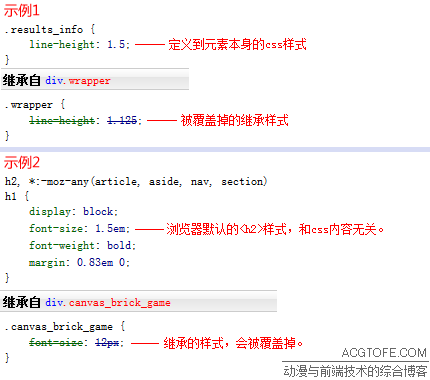 示例1
.results_info {
line-height: 1.5; 定义到元素本身的css样式
}
继承自 div.wrapper
.wrapper {
line-height: 1.125; 被覆盖掉的继承样式
}
示例2
h2, *:-moz-any(article, aside, nav, section)
h1 {
display: block;
font-size: 1.5em; 浏览器默认的<h2>样式，和css内容无关。
font-weight: bold;
margin: 0.83em 0;
}
继承自 div.canvas_brick_game
.canvas_brick_game {
font-size: 12px; 继承的样式，会被覆盖掉。
}
ACGTOFE.COM
动漫与前端技术的综合博客